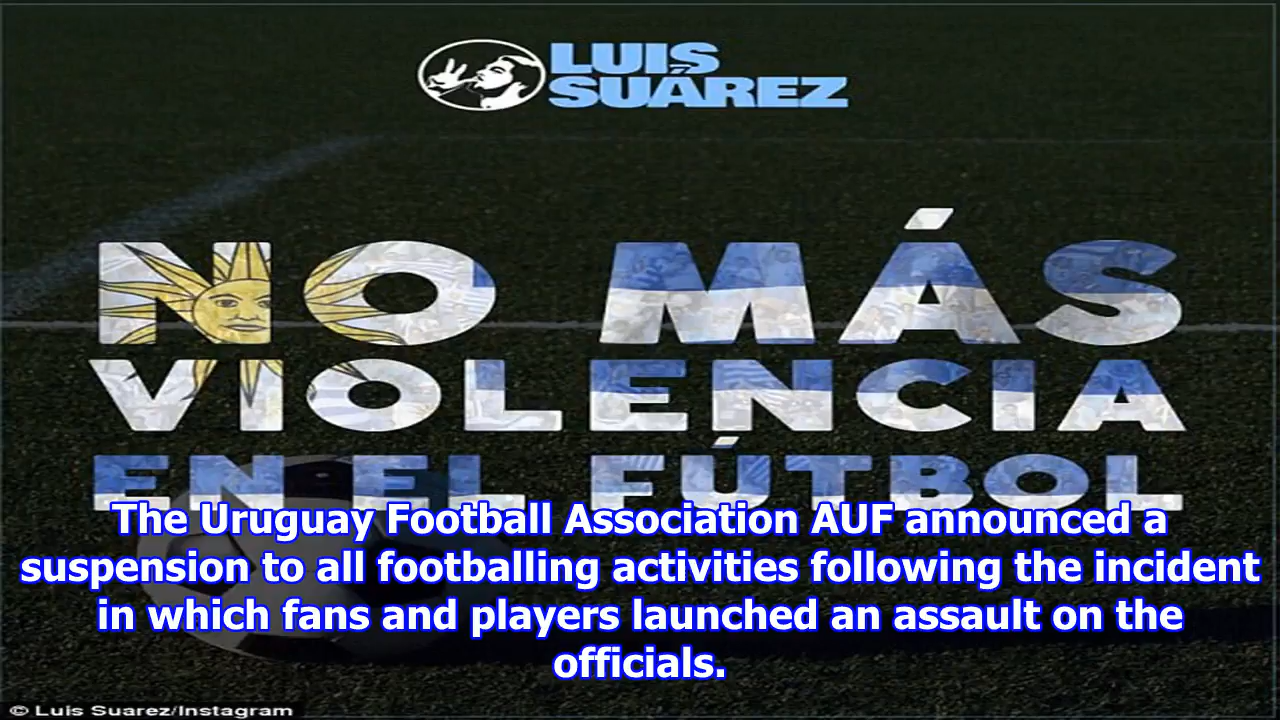 LUIS
SUÁREZ
NO MÁS
VIOLENCIA
EN EL FÚTBOL
The Uruguay Football Association AUF announced a
suspension to all footballing activities following the incident
in which fans and players launched an assault on the
officials.
© Luis Suarez/Instagram